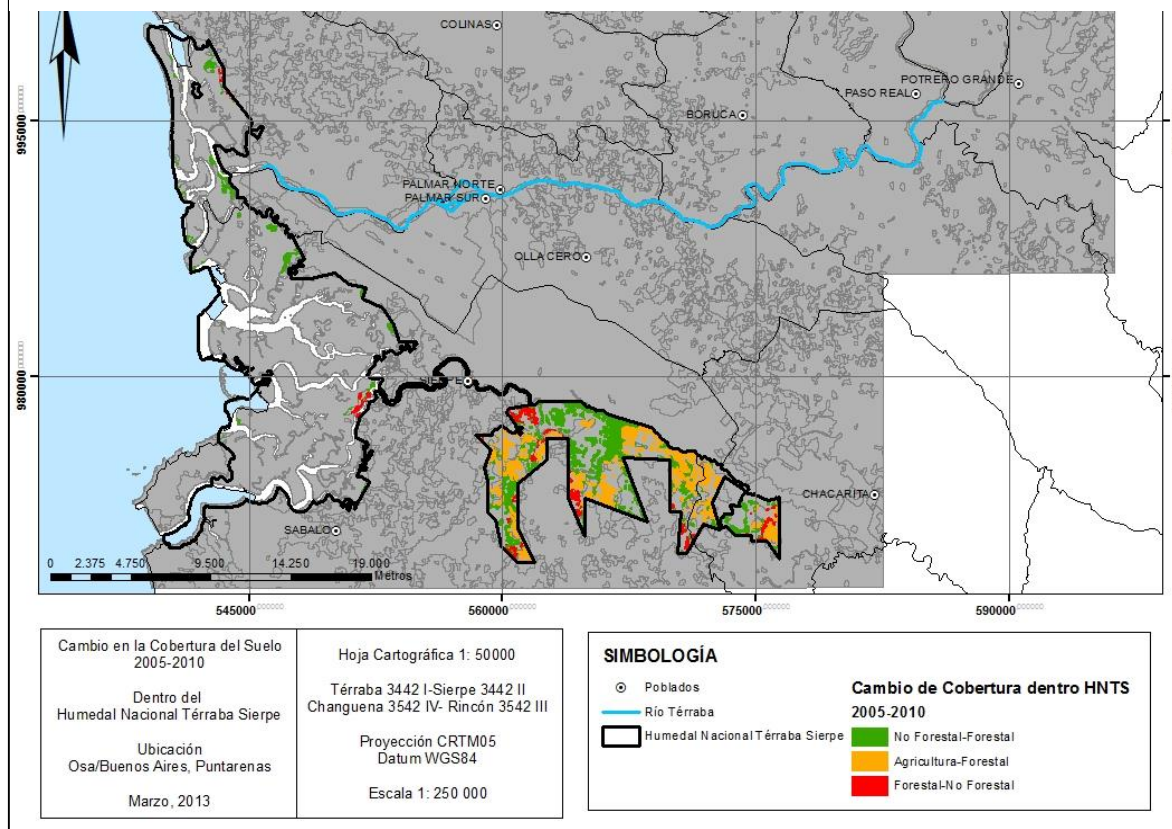 COLINAS
POTRERO GRANDE
PASO REAL
BORUCA
995000
PALMAR NORTE
PALMAR SUR
OLLA CERO
980000
SIERPE
CHACARITA
SABALO
0 2.375 4.750 9.500 14.250 19.000
Metros
545000 560000 575000 590000
Cambio en la Cobertura del Suelo
2005-2010
Dentro del
Humedal Nacional Térraba Sierpe
Ubicación
Osa/Buenos Aires, Puntarenas
Marzo, 2013
Hoja Cartográfica 1: 50000
Térraba 3442 I-Sierpe 3442 II
Changuena 3542 IV- Rincón 3542 III
Proyección CRTM05
Datum WGS84
Escala 1: 250 000
SIMBOLOGÍA
Poblados
Río Térraba
Humedal Nacional Térraba Sierpe
Cambio de Cobertura dentro HNTS
2005-2010
No Forestal-Forestal
Agricultura-Forestal
Forestal-No Forestal